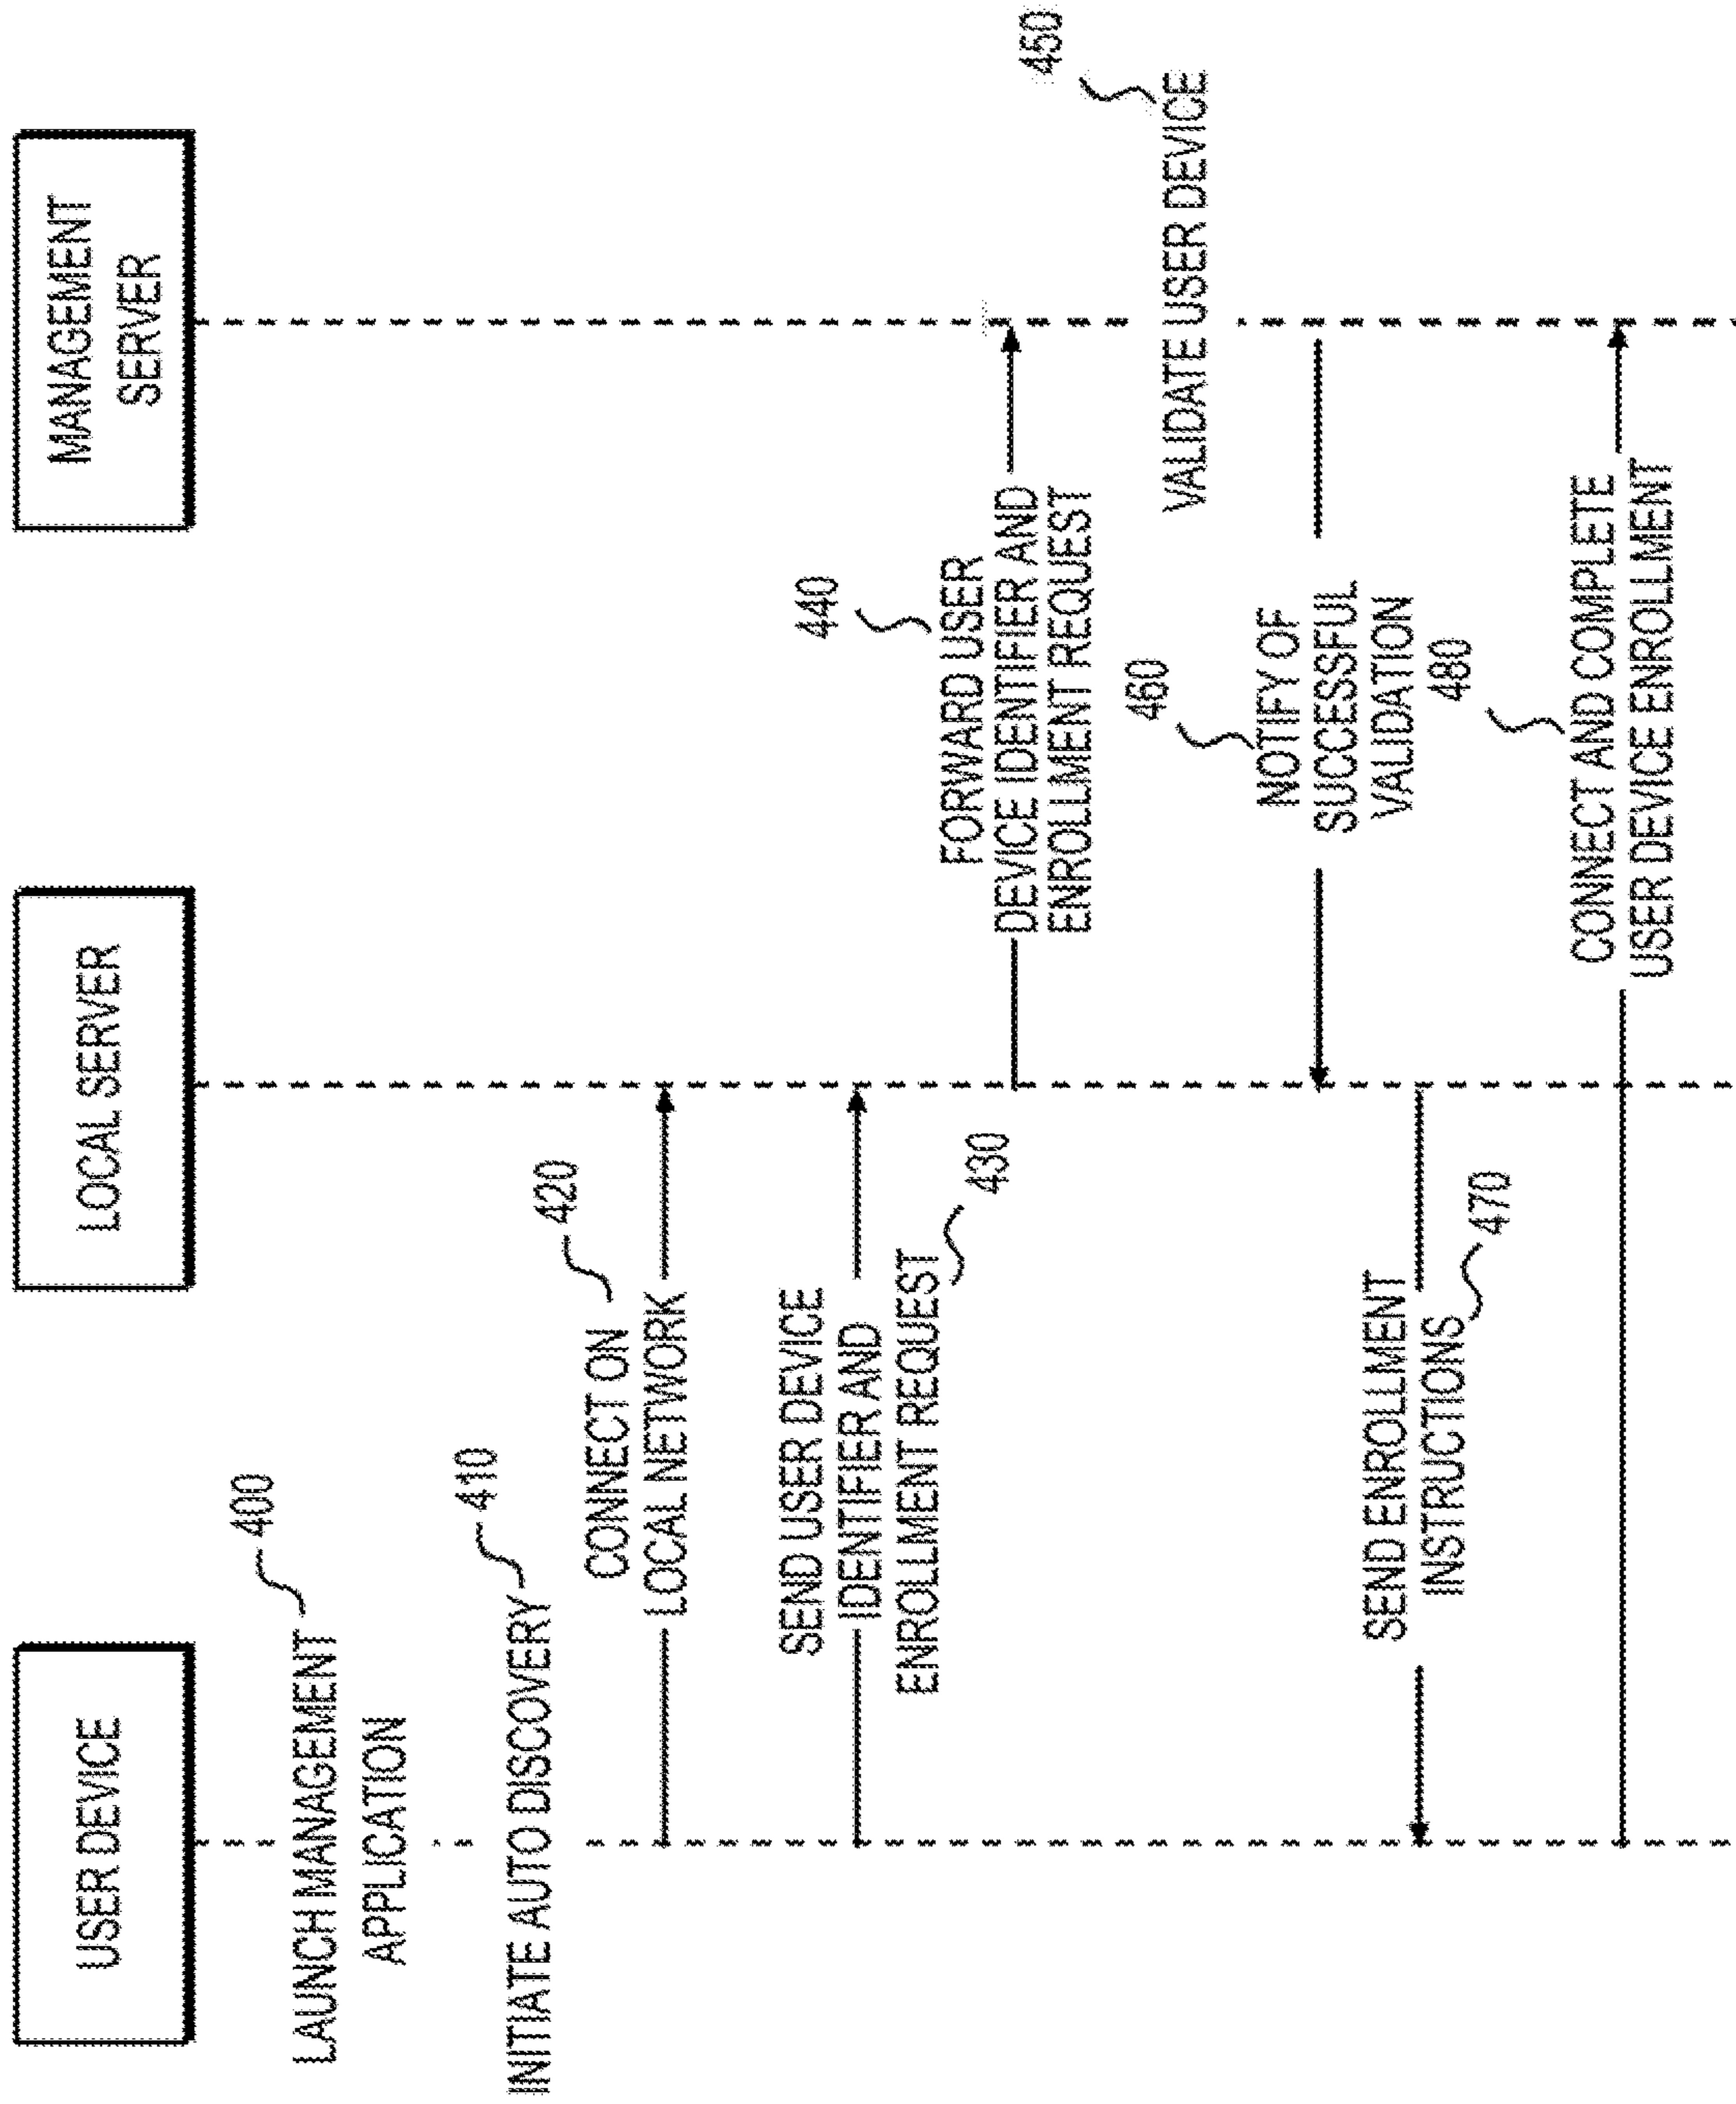 USER DEVICE
LOCAL SERVER
MANAGEMENT
SERVER
400
LAUNCH MANAGEMENT
APPLICATION
410
INITIATE AUTO DISCOVERY
420
CONNECT ON
LOCAL NETWORK
SEND USER DEVICE
IDENTIFIER AND
ENROLLMENT REQUEST
430
440
FORWARD USER
DEVICE IDENTIFIER AND
ENROLLMENT REQUEST
450
VALIDATE USER DEVICE
460
NOTIFY OF
SUCCESSFUL
VALIDATION
SEND ENROLLMENT
INSTRUCTIONS
470
480
CONNECT AND COMPLETE
USER DEVICE ENROLLMENT